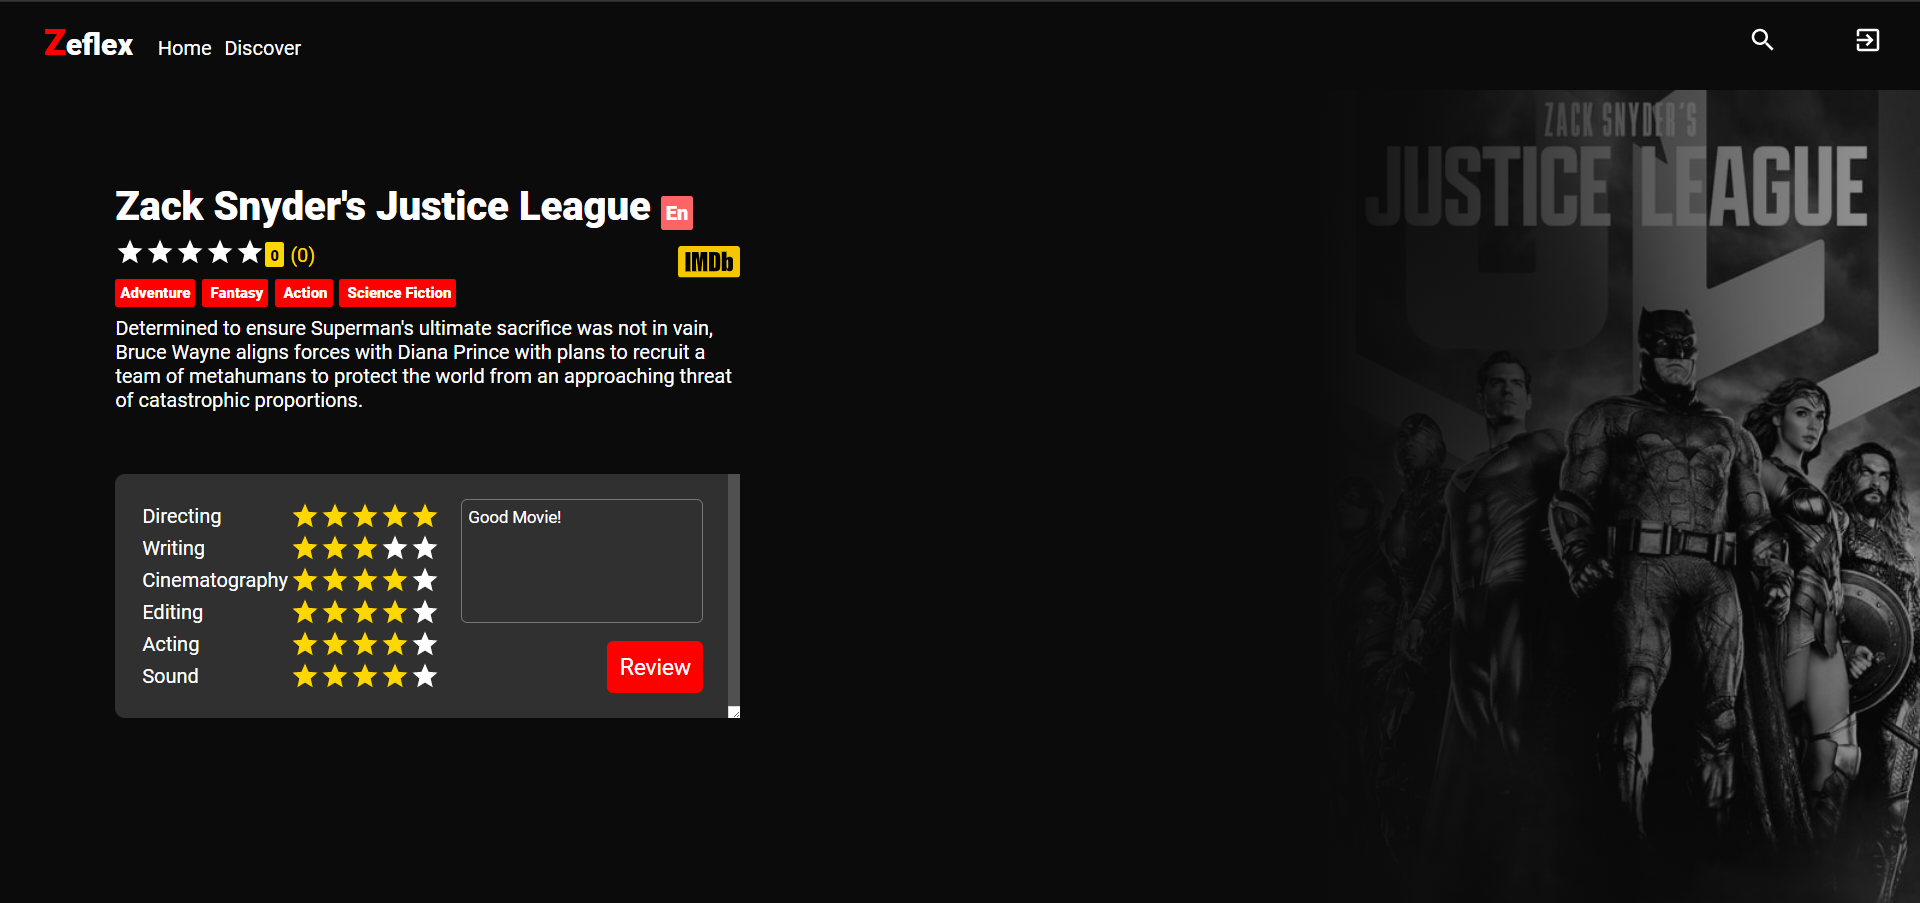 Zeflex Home Discover
ZACK SNYDER'S
JUSTICE LEAGUE
Zack Snyder's Justice League En
0 (0)
IMDb
Adventure Fantasy Action Science Fiction
Determined to ensure Superman's ultimate sacrifice was not in vain,
Bruce Wayne aligns forces with Diana Prince with plans to recruit a
team of metahumans to protect the world from an approaching threat
of catastrophic proportions.
Directing
Writing
Cinematography
Editing
Acting
Sound
Good Movie!
Review